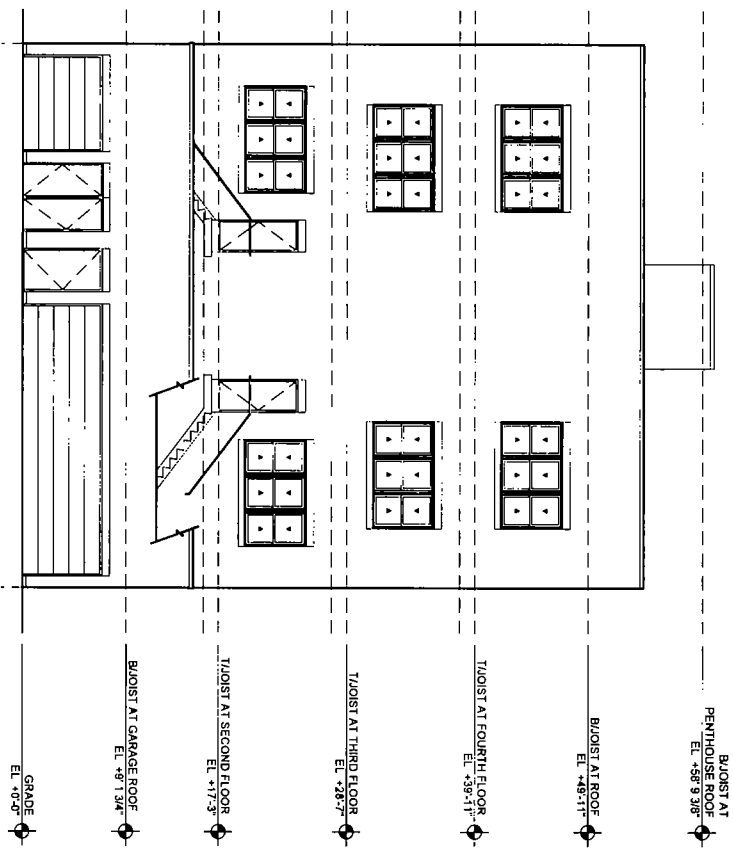 B/JOIST AT
PENTHOUSE ROOF
EL +58' 9 3/8"
B/JOIST AT ROOF
EL +49'-11"
T/JOIST AT FOURTH FLOOR
EL +39'-11"
T/JOIST AT THIRD FLOOR
EL +28'-7"
T/JOIST AT SECOND FLOOR
EL +17'-3"
B/JOIST AT GARAGE ROOF
EL +9' 1 3/4"
GRADE
EL +0'-0"